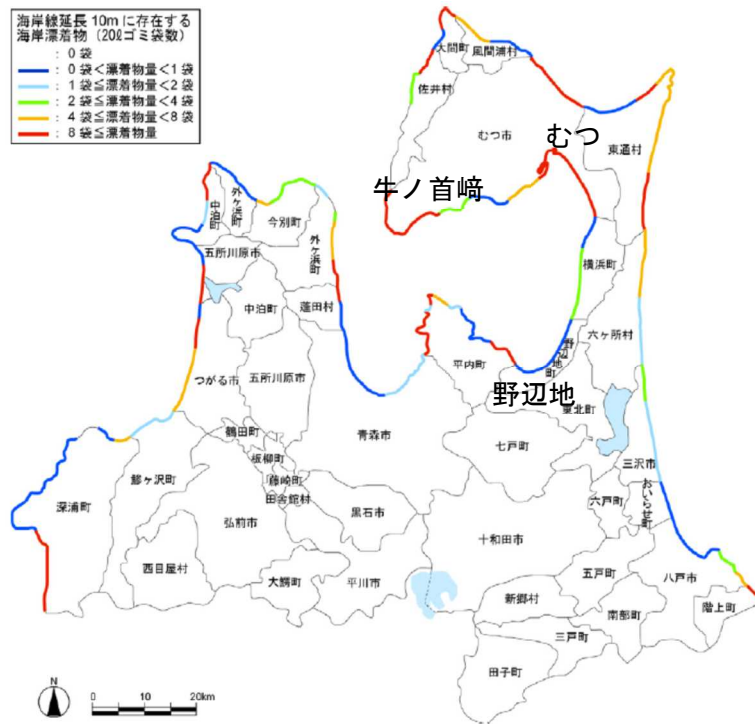 海岸線延長 10m に存在する
海岸漂着物（20ℓゴミ袋数）
：0 袋
：0 袋＜漂着物量＜1 袋
：1 袋≦漂着物量＜2 袋
：2 袋≦漂着物量＜4 袋
：4 袋≦漂着物量＜8 袋
：8 袋≦漂着物量
大間町
風間浦村
佐井村
むつ市
むつ
東通村
牛ノ首﨑
中泊町
外ヶ浜町
今別町
五所川原市
外ヶ浜町
横浜町
中泊町
蓬田村
六ヶ所村
野辺地町
平内町
つがる市
五所川原市
野辺地
東北町
青森市
七戸町
鶴田町
板柳町
三沢市
藤崎町
おいらせ町
深浦町
鰺ヶ沢町
田舎館村
六戸町
弘前市
黒石市
十和田市
西目屋村
五戸町
八戸市
大鰐町
平川市
新郷村
南部町
階上町
三戸町
田子町
N
0 10 20km